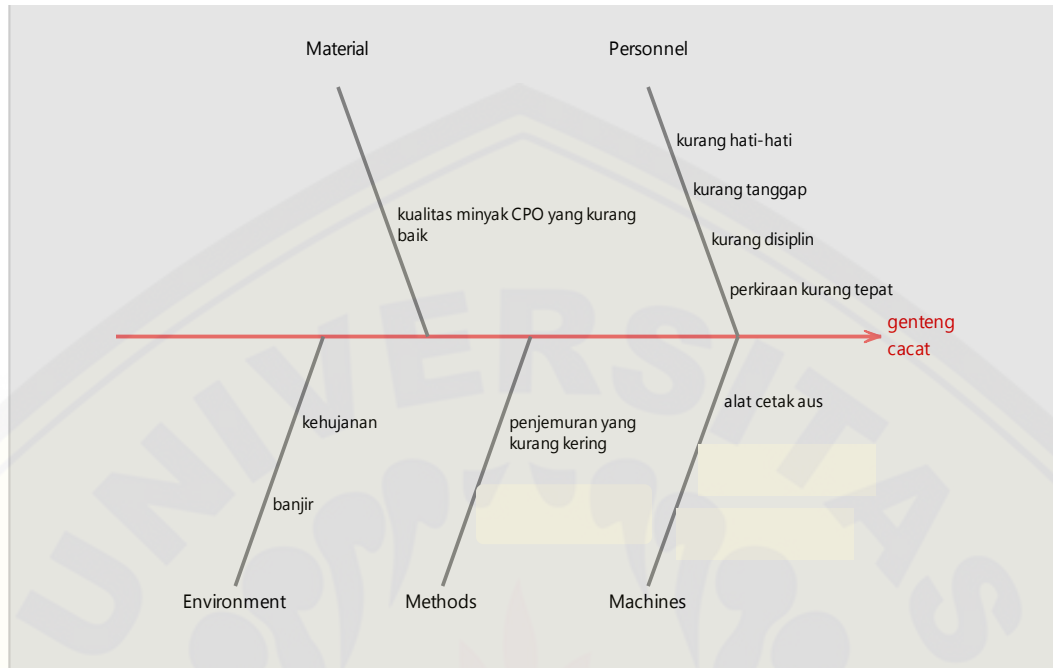 Material
Personnel
kurang hati-hati
kurang tanggap
kualitas minyak CPO yang kurang
baik
kurang disiplin
perkiraan kurang tepat
genteng
cacat
alat cetak aus
kehujanan
penjemuran yang
kurang kering
banjir
Environment
Methods
Machines
UNIVERSITAS